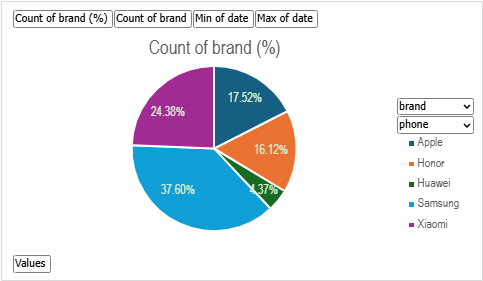 Count of brand (%) Count of brand Min of date Max of date
Count of brand (%)
17.52%
24.38%
16.12%
4.37%
37.60%
brand
phone
Apple
Honor
Huawei
Samsung
Xiaomi
Values